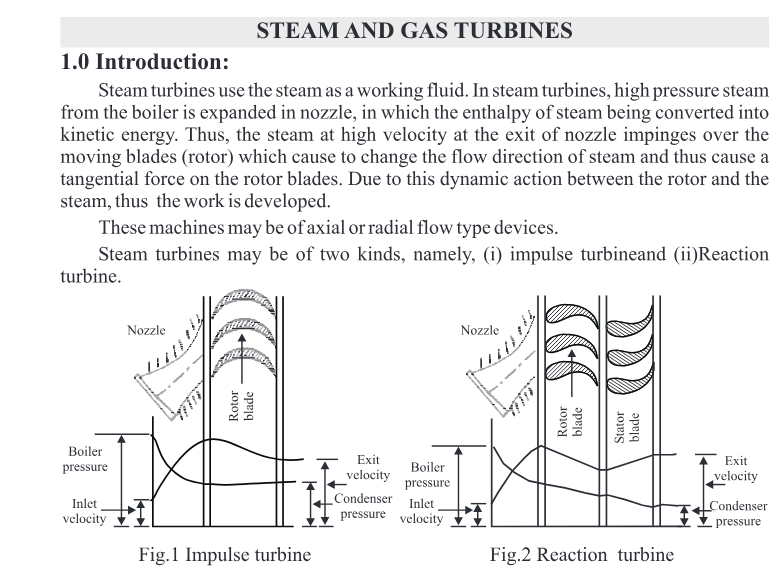 STEAM AND GAS TURBINES
1.0 Introduction:
Steam turbines use the steam as a working fluid. In steam turbines, high pressure steam
from the boiler is expanded in nozzle, in which the enthalpy of steam being converted into
kinetic energy. Thus, the steam at high velocity at the exit of nozzle impinges over the
moving blades (rotor) which cause to change the flow direction of steam and thus cause a
tangential force on the rotor blades. Due to this dynamic action between the rotor and the
steam, thus the work is developed.
These machines may be of axial or radial flow type devices.
Steam turbines may be of two kinds, namely, (i) impulse turbineand (ii)Reaction
turbine.
Nozzle
Rotor
blade
Boiler
pressure
Inlet
velocity
Exit
velocity
Condenser
pressure
Fig.1 Impulse turbine
Nozzle
Rotor
blade
Stator
blade
Boiler
pressure
Inlet
velocity
Exit
velocity
Condenser
pressure
Fig.2 Reaction turbine